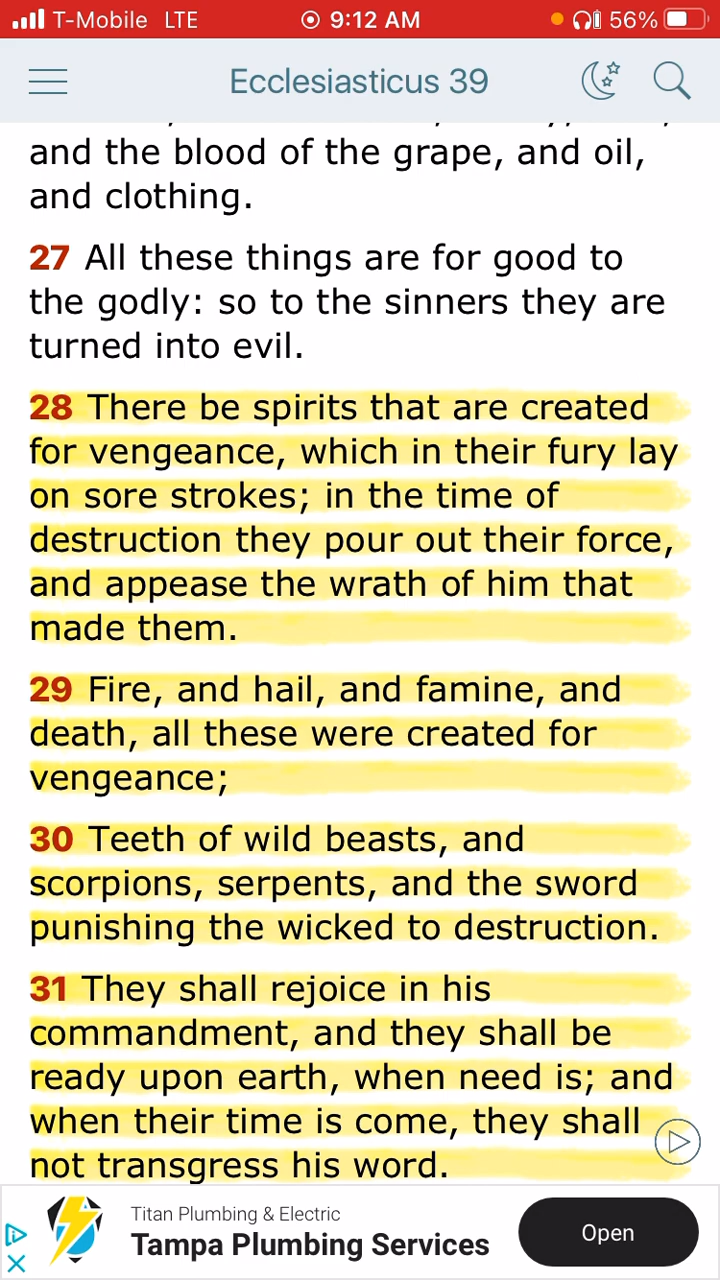 T-Mobile LTE 9:12 AM 56%
Ecclesiasticus 39
and the blood of the grape, and oil,
and clothing.
27 All these things are for good to
the godly: so to the sinners they are
turned into evil.
28 There be spirits that are created
for vengeance, which in their fury lay
on sore strokes; in the time of
destruction they pour out their force,
and appease the wrath of him that
made them.
29 Fire, and hail, and famine, and
death, all these were created for
vengeance;
30 Teeth of wild beasts, and
scorpions, serpents, and the sword
punishing the wicked to destruction.
31 They shall rejoice in his
commandment, and they shall be
ready upon earth, when need is; and
when their time is come, they shall
not transgress his word.
Titan Plumbing & Electric
Tampa Plumbing Services
Open